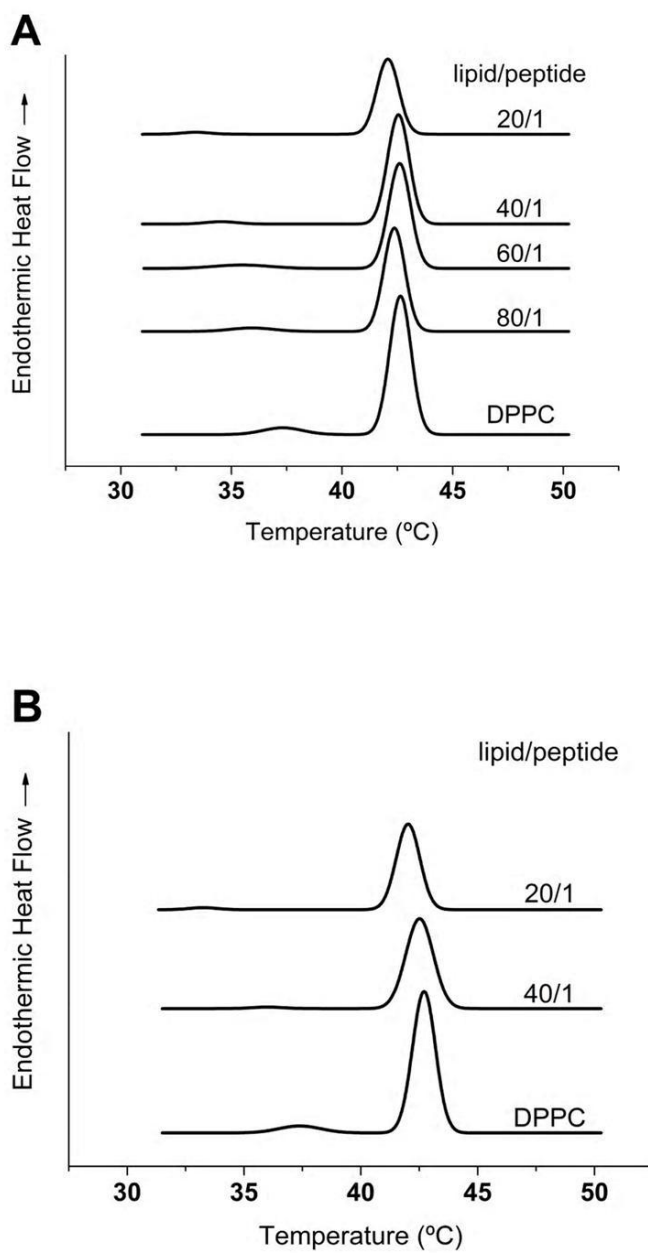 A
lipid/peptide
20/1
40/1
60/1
80/1
DPPC
Endothermic Heat Flow →
30 35 40 45 50
Temperature (ºC)
B
lipid/peptide
20/1
40/1
DPPC
Endothermic Heat Flow →
30 35 40 45 50
Temperature (ºC)